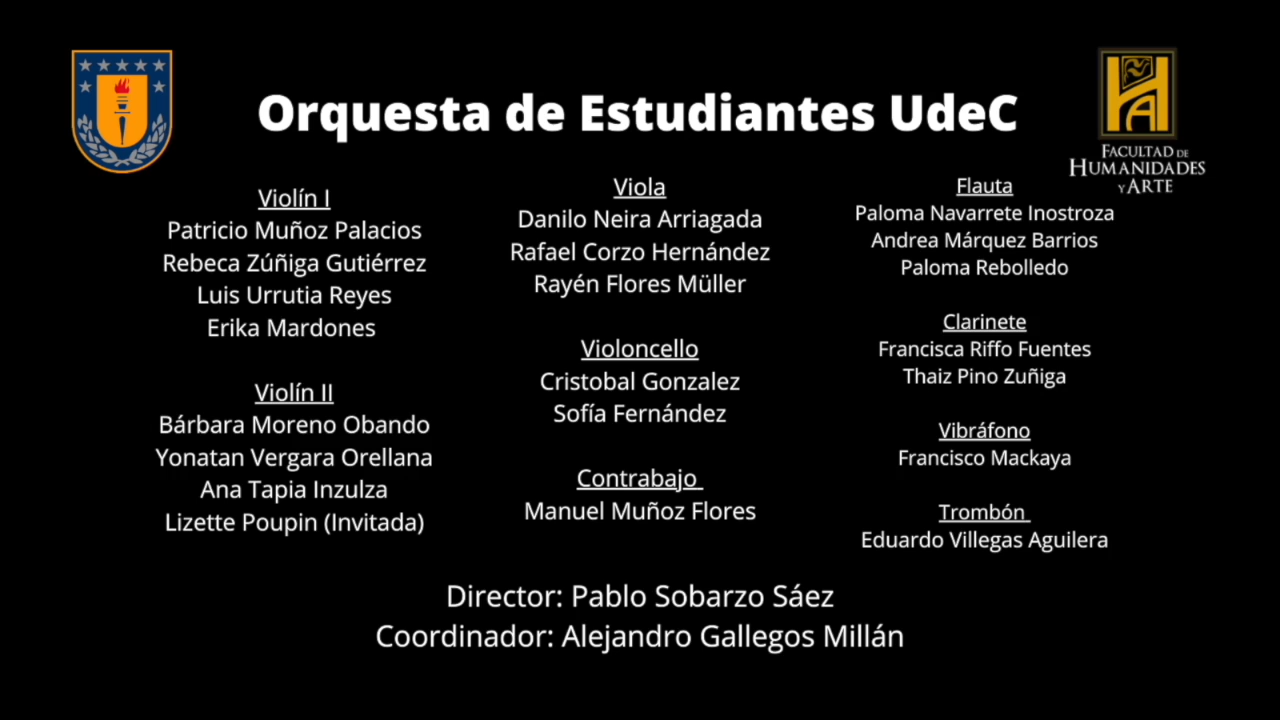 Orquesta de Estudiantes UdeC
FACULTAD DE
HUMANIDADES
Y ARTE
Violín I
Patricio Muñoz Palacios
Rebeca Zúñiga Gutiérrez
Luis Urrutia Reyes
Erika Mardones
Violín II
Bárbara Moreno Obando
Yonatan Vergara Orellana
Ana Tapia Inzulza
Lizette Poupin (Invitada)
Viola
Danilo Neira Arriagada
Rafael Corzo Hernández
Rayén Flores Müller
Violoncello
Cristobal Gonzalez
Sofía Fernández
Contrabajo
Manuel Muñoz Flores
Flauta
Paloma Navarrete Inostroza
Andrea Márquez Barrios
Paloma Rebolledo
Clarinete
Francisca Riffo Fuentes
Thaiz Pino Zuñiga
Vibráfono
Francisco Mackaya
Trombón
Eduardo Villegas Aguilera
Director: Pablo Sobarzo Sáez
Coordinador: Alejandro Gallegos Millán